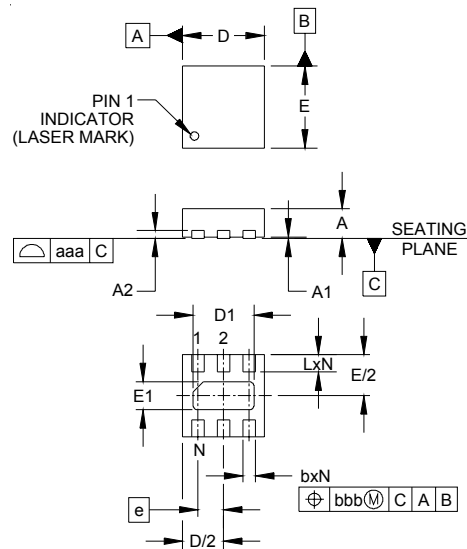 A
D
B
E
PIN 1
INDICATOR
(LASER MARK)
A
SEATING
PLANE
aaa C
C
A2
A1
D1
1 2
LxN
E/2
E1
N
bxN
bbb Ⓜ C A B
e
D/2